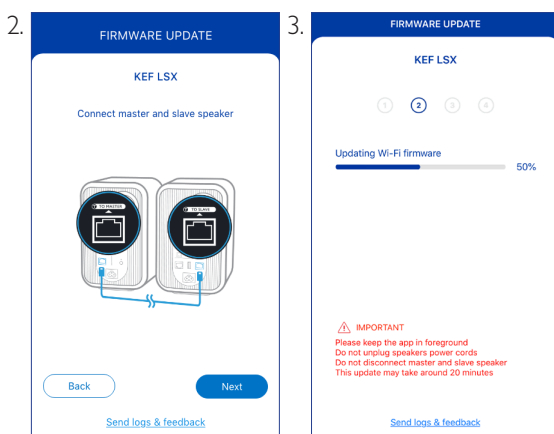 2.
FIRMWARE UPDATE
KEF LSX
Connect master and slave speaker
TO MASTER
TO SLAVE
Back
Next
Send logs & feedback
3.
FIRMWARE UPDATE
KEF LSX
1 2 3 4
Updating Wi-Fi firmware
50%
IMPORTANT
Please keep the app in foreground
Do not unplug speakers power cords
Do not disconnect master and slave speaker
This update may take around 20 minutes
Send logs & feedback